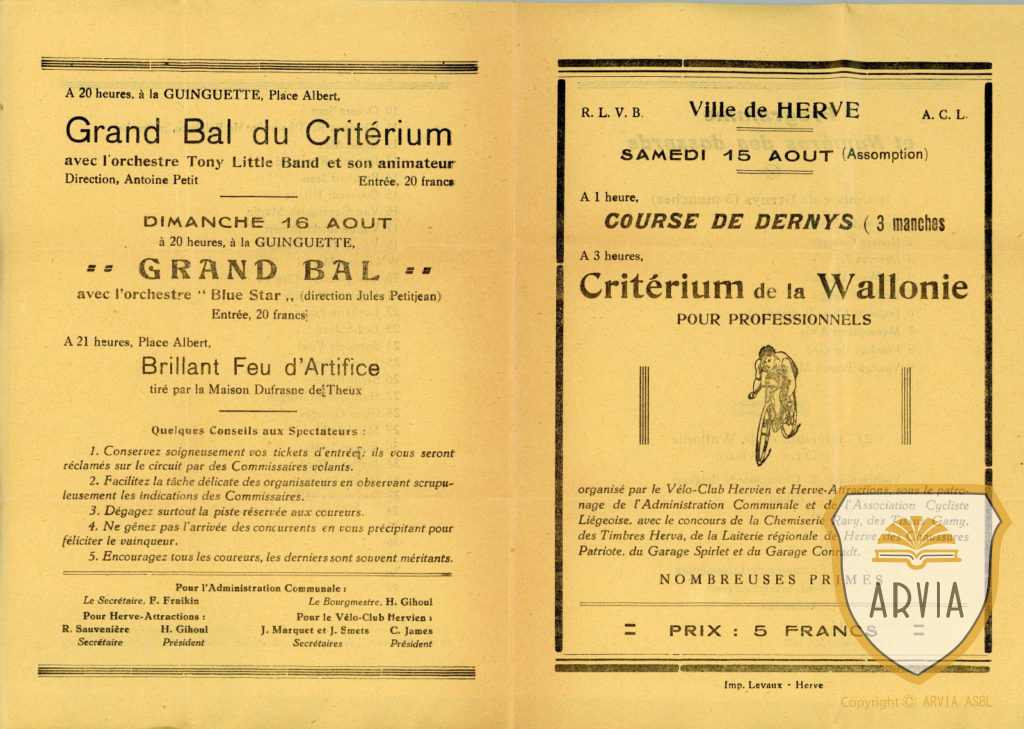 A 20 heures, à la GUINGUETTE, Place Albert,
Grand Bal du Critérium
avec l'orchestre Tony Little Band et son animateur
Direction, Antoine Petit Entrée, 20 francs
DIMANCHE 16 AOUT
à 20 heures, à la GUINGUETTE,
GRAND BAL
avec l'orchestre " Blue Star „ (direction Jules Petitjean)
Entrée, 20 francs
A 21 heures, Place Albert,
Brillant Feu d'Artifice
tiré par la Maison Dufrasne de Theux
Quelques Conseils aux Spectateurs :
1. Conservez soigneusement vos tickets d'entrée; ils vous seront
réclamés sur le circuit par des Commissaires volants.
2. Facilitez la tâche délicate des organisateurs en observant scrupu-
leusement les indications des Commissaires.
3. Dégagez surtout la piste réservée aux coureurs.
4. Ne gênez pas l'arrivée des concurrents en vous précipitant pour
féliciter le vainqueur.
5. Encouragez tous les coureurs, les derniers sont souvent méritants.
Pour l'Administration Communale :
Le Secrétaire, F. Fraikin Le Bourgmestre, H. Gihoul
Pour Herve-Attractions : Pour le Vélo-Club Hervien :
R. Sauvenière H. Gihoul J. Marquet et J. Smets C. James
Secrétaire Président Secrétaires Président
R. L. V. B. Ville de HERVE A. C. L.
SAMEDI 15 AOUT (Assomption)
A 1 heure,
COURSE DE DERNYS ( 3 manches
A 3 heures,
Critérium de la Wallonie
POUR PROFESSIONNELS
organisé par le Vélo-Club Hervien et Herve-Attractions, sous le patro-
nage de l'Administration Communale et de l'Association Cycliste
Liégeoise, avec le concours de la Chemiserie Ravy, des Tissus Gamy,
des Timbres Herva, de la Laiterie régionale de Herve, des Chaussures
Patriote, du Garage Spirlet et du Garage Conradt.
NOMBREUSES PRIMES
= PRIX : 5 FRANCS =
Imp. Levaux - Herve
ARVIA
Copyright © ARVIA ASBL